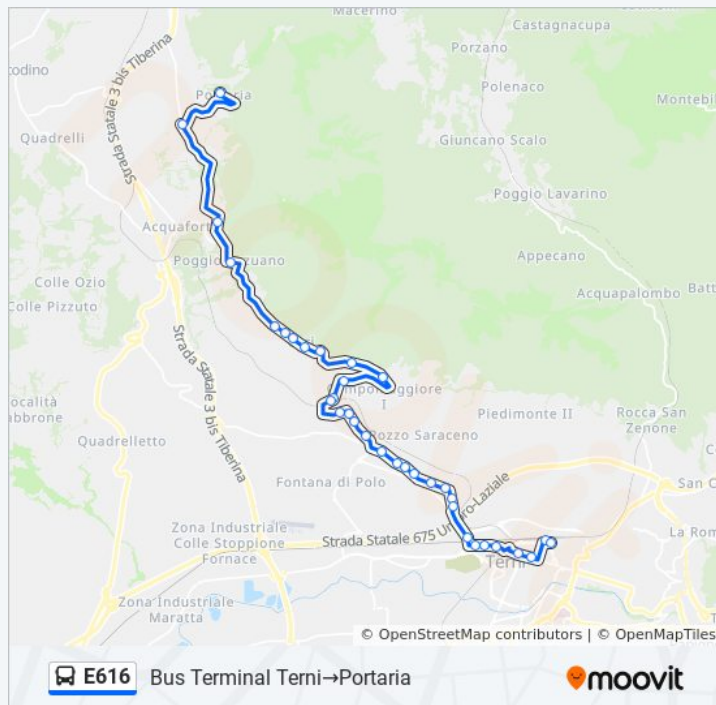 Macerino
Castagnacupa
Porzano
Polenaco
Montebi
Strada Statale 3 bis Tiberina
Quadrelli
Giuncano Scalo
Poggio Lavarino
Appecano
Acquapalombo
Batt
Colle Ozio
Colle Pizzuto
Strada Statale 3 bis Tiberina
Località
Piedimonte II
Rocca San
Zenone
Quadrelletto
Pozzo Saraceno
Fontana di Polo
San C
Zona Industriale
Colle Stoppione
Fornace
Strada Statale 675 Umbro-Laziale
La Rom
Terni
Zona Industriale
Maratta
© OpenStreetMap contributors | © OpenMapTiles
E616 Bus Terminal Terni→Portaria
moovit